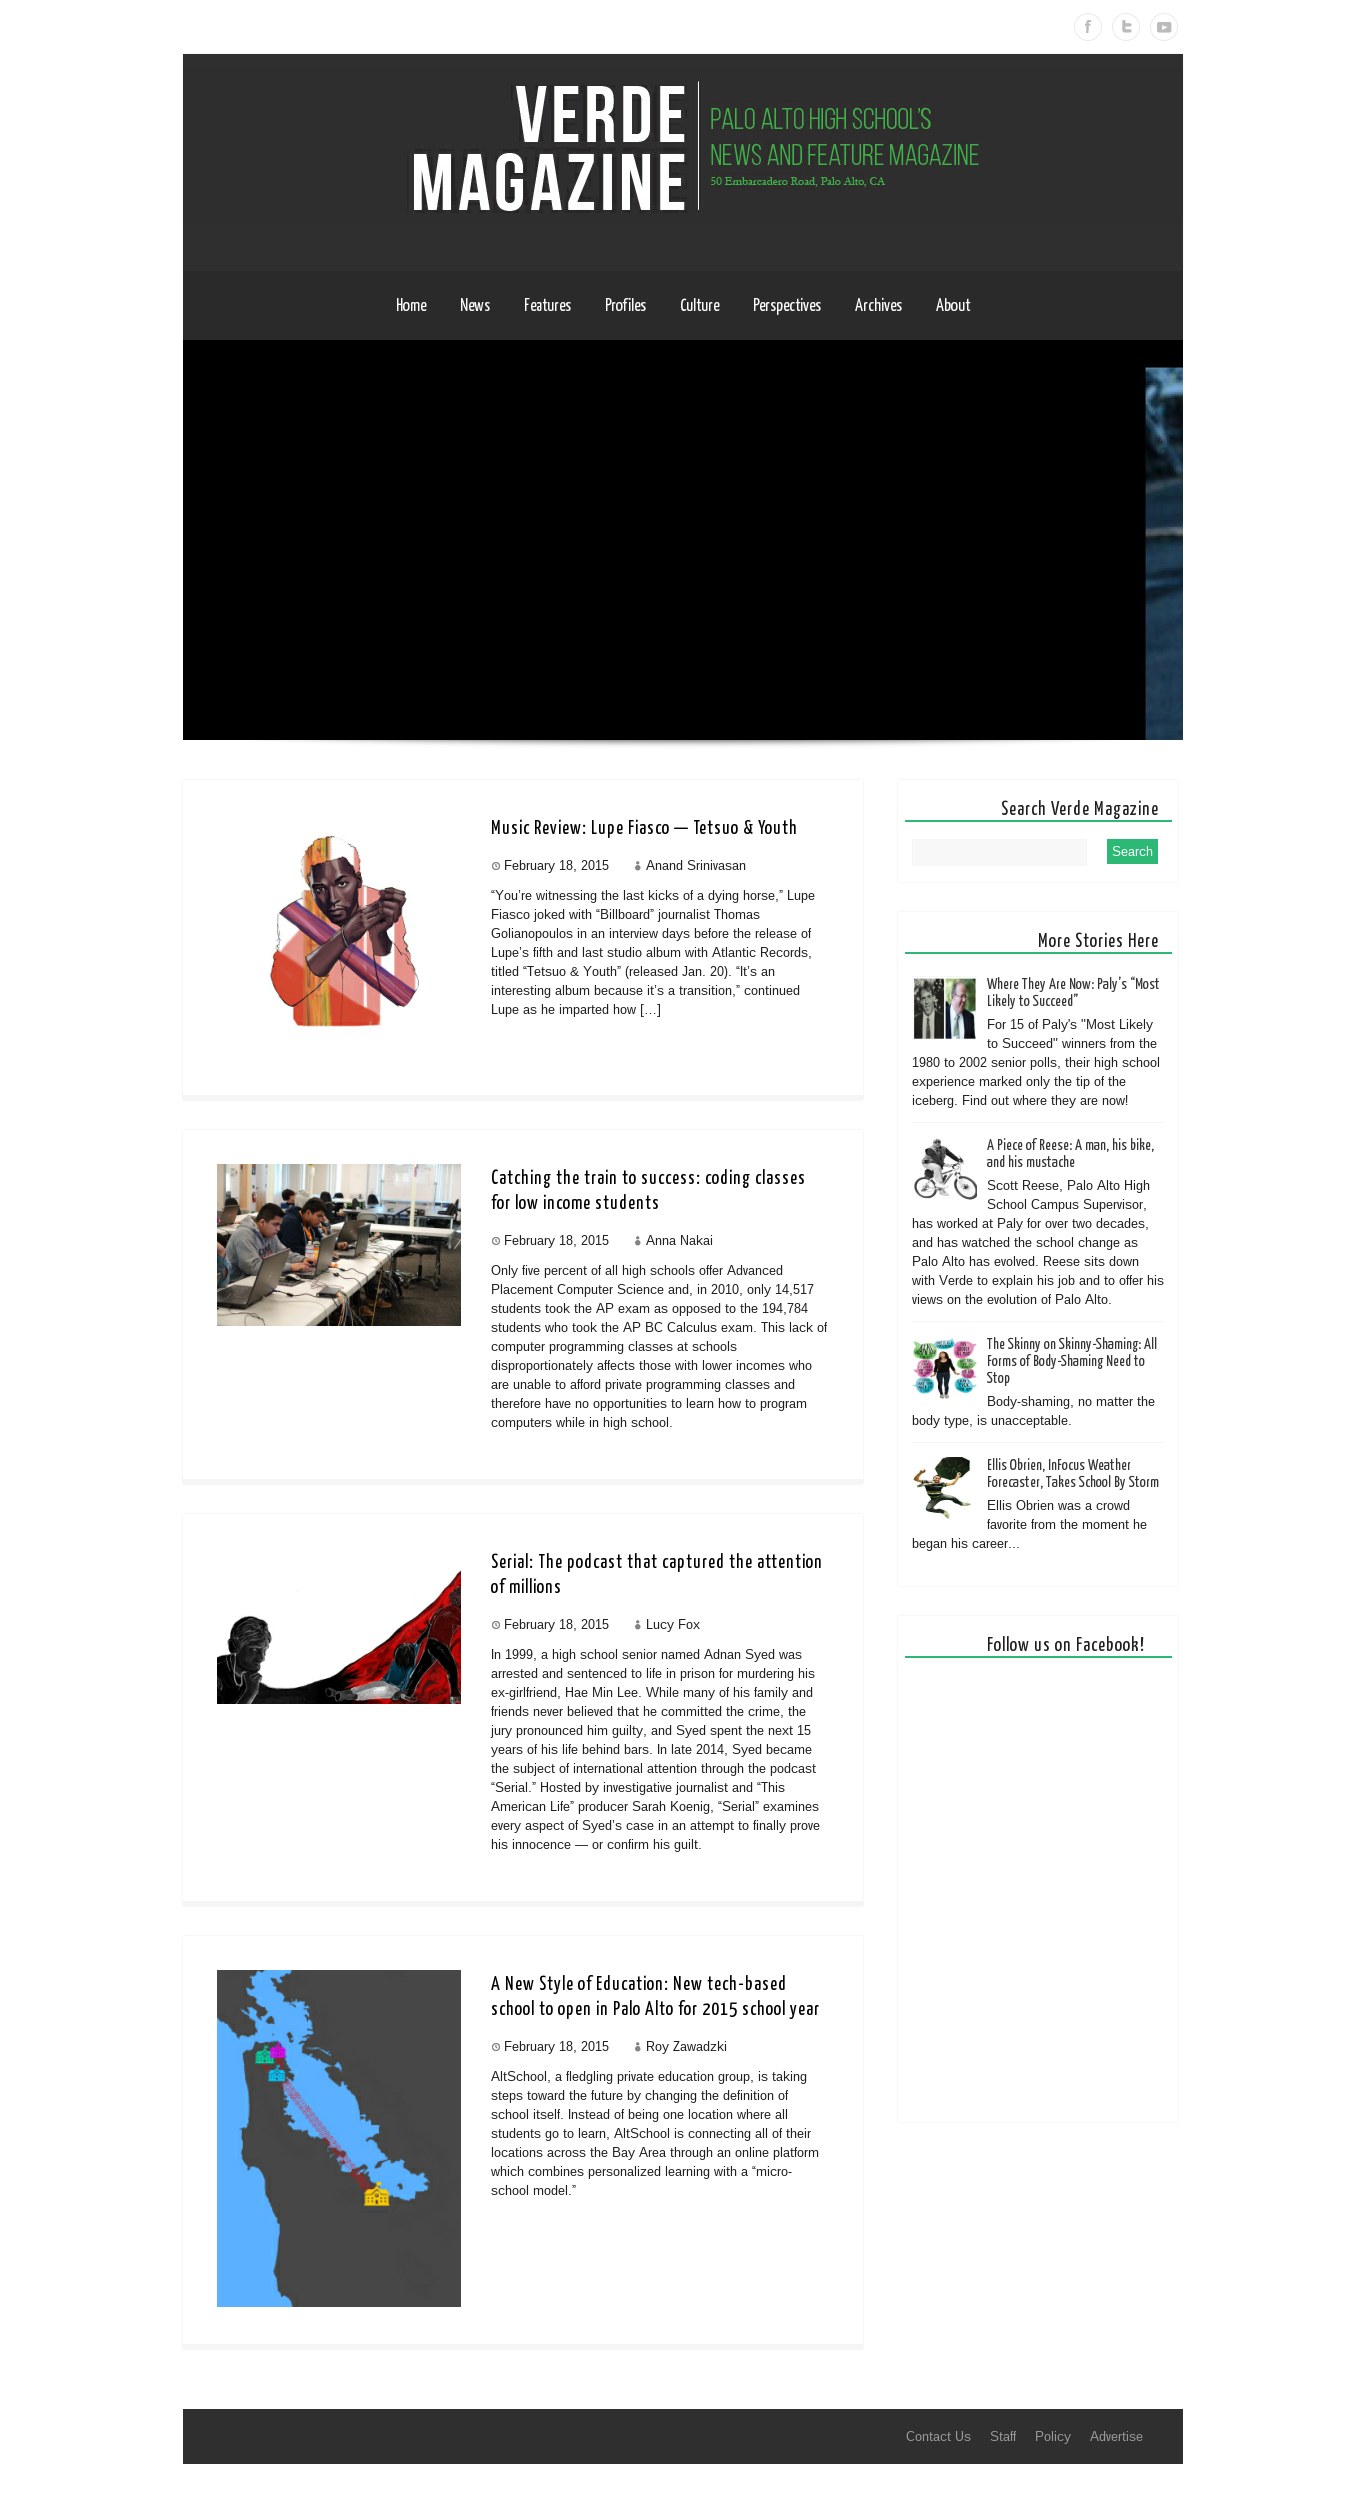 VERDE
MAGAZINE
PALO ALTO HIGH SCHOOL'S
NEWS AND FEATURE MAGAZINE
50 Embarcadero Road, Palo Alto, CA
Home News Features Profiles Culture Perspectives Archives About
Music Review: Lupe Fiasco — Tetsuo & Youth
February 18, 2015 Anand Srinivasan
“You’re witnessing the last kicks of a dying horse,” Lupe
Fiasco joked with “Billboard” journalist Thomas
Golianopoulos in an interview days before the release of
Lupe’s fifth and last studio album with Atlantic Records,
titled “Tetsuo & Youth” (released Jan. 20). “It’s an
interesting album because it’s a transition,” continued
Lupe as he imparted how […]
Catching the train to success: coding classes
for low income students
February 18, 2015 Anna Nakai
Only five percent of all high schools offer Advanced
Placement Computer Science and, in 2010, only 14,517
students took the AP exam as opposed to the 194,784
students who took the AP BC Calculus exam. This lack of
computer programming classes at schools
disproportionately affects those with lower incomes who
are unable to afford private programming classes and
therefore have no opportunities to learn how to program
computers while in high school.
Serial: The podcast that captured the attention
of millions
February 18, 2015 Lucy Fox
In 1999, a high school senior named Adnan Syed was
arrested and sentenced to life in prison for murdering his
ex-girlfriend, Hae Min Lee. While many of his family and
friends never believed that he committed the crime, the
jury pronounced him guilty, and Syed spent the next 15
years of his life behind bars. In late 2014, Syed became
the subject of international attention through the podcast
“Serial.” Hosted by investigative journalist and “This
American Life” producer Sarah Koenig, “Serial” examines
every aspect of Syed’s case in an attempt to finally prove
his innocence — or confirm his guilt.
A New Style of Education: New tech-based
school to open in Palo Alto for 2015 school year
February 18, 2015 Roy Zawadzki
AltSchool, a fledgling private education group, is taking
steps toward the future by changing the definition of
school itself. Instead of being one location where all
students go to learn, AltSchool is connecting all of their
locations across the Bay Area through an online platform
which combines personalized learning with a “micro-
school model.”
Search Verde Magazine
Search
More Stories Here
Where They Are Now: Paly’s “Most
Likely to Succeed”
For 15 of Paly's "Most Likely
to Succeed" winners from the
1980 to 2002 senior polls, their high school
experience marked only the tip of the
iceberg. Find out where they are now!
A Piece of Reese: A man, his bike,
and his mustache
Scott Reese, Palo Alto High
School Campus Supervisor,
has worked at Paly for over two decades,
and has watched the school change as
Palo Alto has evolved. Reese sits down
with Verde to explain his job and to offer his
views on the evolution of Palo Alto.
The Skinny on Skinny-Shaming: All
Forms of Body-Shaming Need to
Stop
Body-shaming, no matter the
body type, is unacceptable.
Ellis Obrien, InFocus Weather
Forecaster, Takes School By Storm
Ellis Obrien was a crowd
favorite from the moment he
began his career...
Follow us on Facebook!
Contact Us Staff Policy Advertise